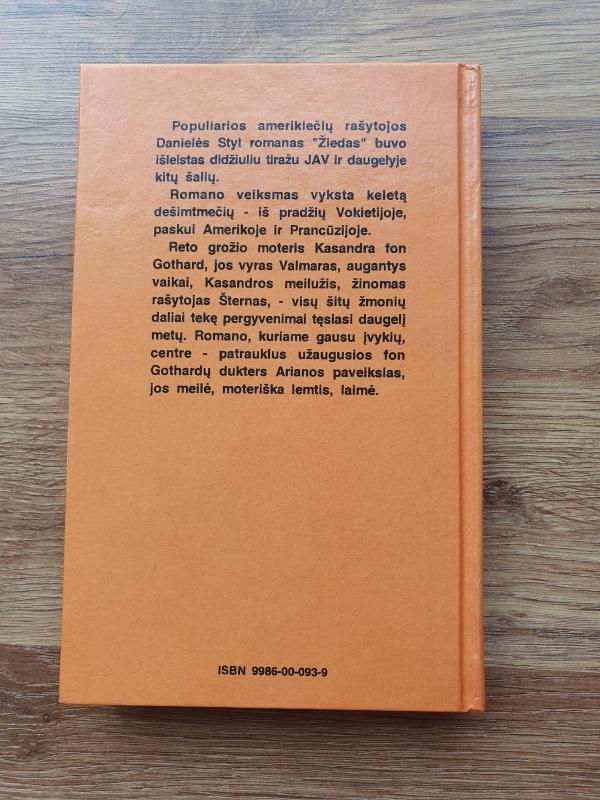 Populiarios amerikiečių rašytojos
Danielės Styl romanas "Žiedas" buvo
išleistas didžiuliu tiražu JAV ir daugelyje
kitų šalių.
Romano veiksmas vyksta keletą
dešimtmečių - iš pradžių Vokietijoje,
paskui Amerikoje ir Prancūzijoje.
Reto grožio moteris Kasandra fon
Gothard, jos vyras Valmaras, augantys
vaikai, Kasandros meilužis, žinomas
rašytojas Šternas, - visų šitų žmonių
daliai tekę pergyvenimai tęsiasi daugelį
metų. Romano, kuriame gausu įvykių,
centre - patrauklus užaugusios fon
Gothardų dukters Arianos paveikslas,
jos meilė, moteriška lemtis, laimė.
ISBN 9986-00-093-9